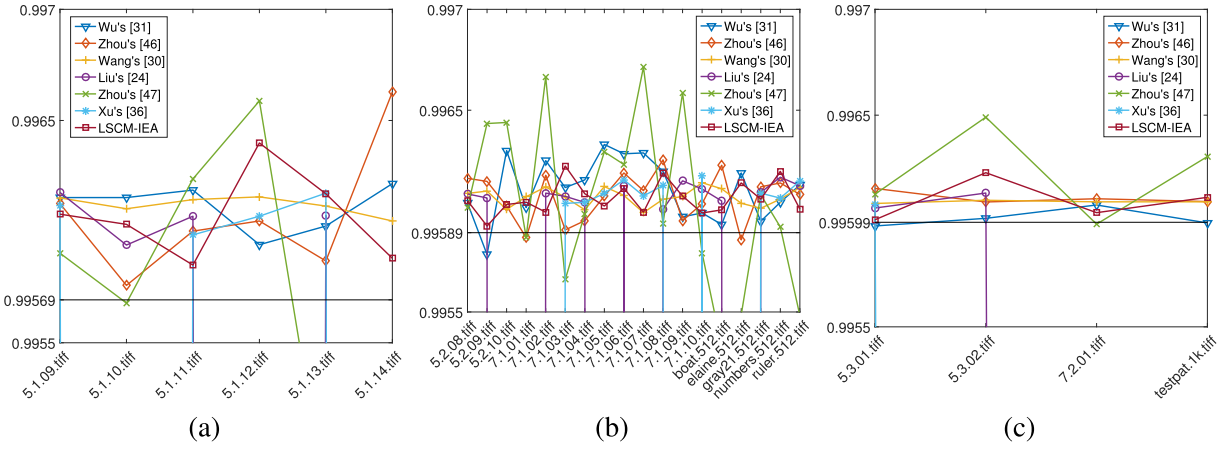 0.997
0.9965
0.99569
0.9955
Wu's [31]
Zhou's [46]
Wang's [30]
Liu's [24]
Zhou's [47]
Xu's [36]
LSCM-IEA
5.1.09.tiff
5.1.10.tiff
5.1.11.tiff
5.1.12.tiff
5.1.13.tiff
5.1.14.tiff
(a)
0.997
0.9965
0.99589
0.9955
Wu's [31]
Zhou's [46]
Wang's [30]
Liu's [24]
Zhou's [47]
Xu's [36]
LSCM-IEA
5.2.08.tiff
5.2.09.tiff
5.2.10.tiff
7.1.01.tiff
7.1.02.tiff
7.1.03.tiff
7.1.04.tiff
7.1.05.tiff
7.1.06.tiff
7.1.07.tiff
7.1.08.tiff
7.1.09.tiff
7.1.10.tiff
boat.512.tiff
elaine.512.tiff
gray21.512.tiff
numbers.512.tiff
ruler.512.tiff
(b)
0.997
0.9965
0.99599
0.9955
Wu's [31]
Zhou's [46]
Wang's [30]
Liu's [24]
Zhou's [47]
Xu's [36]
LSCM-IEA
5.3.01.tiff
5.3.02.tiff
7.2.01.tiff
testpat.1k.tiff
(c)